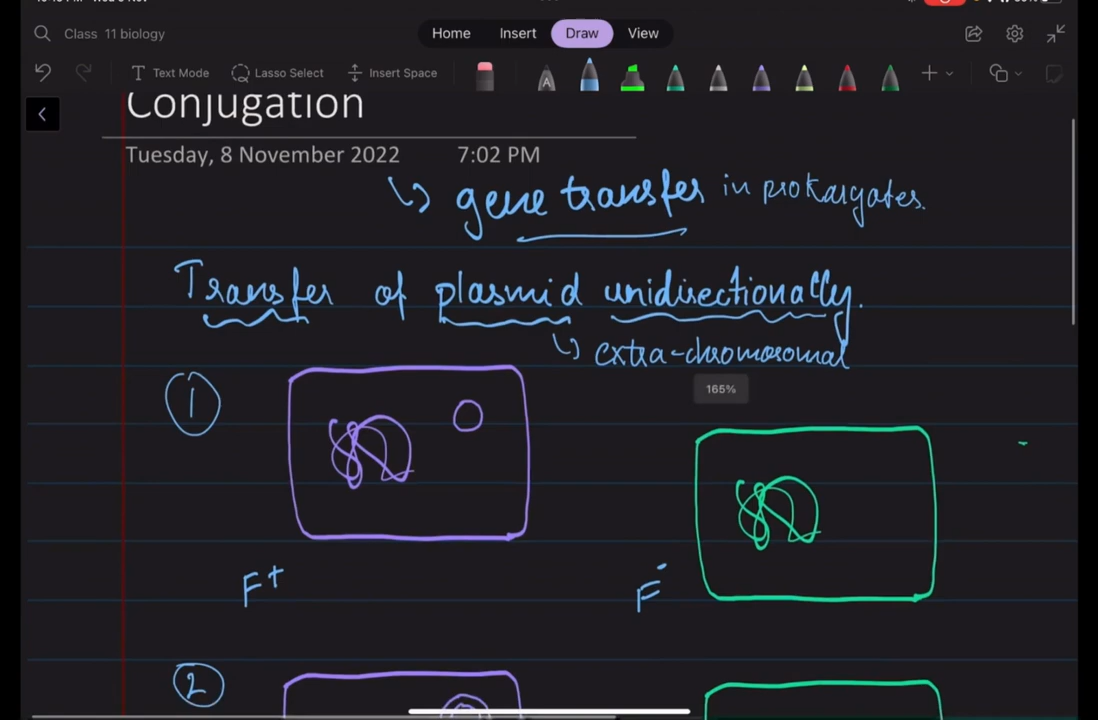 Class 11 biology
Home Insert Draw View
Text Mode Lasso Select Insert Space
A
Conjugation
Tuesday, 8 November 2022 7:02 PM
↳ gene transfer in prokaryotes.
Transfer of plasmid unidirectionally.
↳ extra-chromosomal
165%
1
F+
F-
2